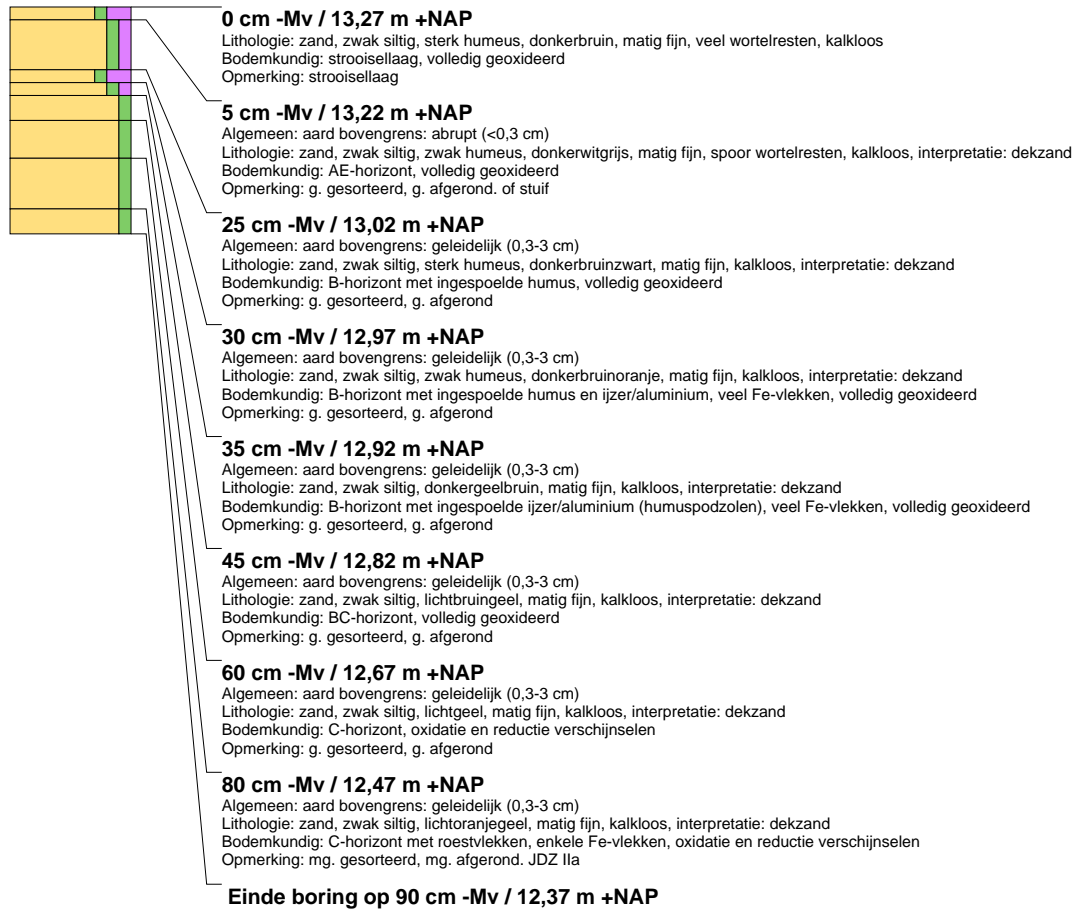 0 cm -Mv / 13,27 m +NAP
Lithologie: zand, zwak siltig, sterk humeus, donkerbruin, matig fijn, veel wortelresten, kalkloos
Bodemkundig: strooisellaag, volledig geoxideerd
Opmerking: strooisellaag
5 cm -Mv / 13,22 m +NAP
Algemeen: aard bovengrens: abrupt (<0,3 cm)
Lithologie: zand, zwak siltig, zwak humeus, donkerwitgrijs, matig fijn, spoor wortelresten, kalkloos, interpretatie: dekzand
Bodemkundig: AE-horizont, volledig geoxideerd
Opmerking: g. gesorteerd, g. afgerond. of stuif
25 cm -Mv / 13,02 m +NAP
Algemeen: aard bovengrens: geleidelijk (0,3-3 cm)
Lithologie: zand, zwak siltig, sterk humeus, donkerbruinzwart, matig fijn, kalkloos, interpretatie: dekzand
Bodemkundig: B-horizont met ingespoelde humus, volledig geoxideerd
Opmerking: g. gesorteerd, g. afgerond
30 cm -Mv / 12,97 m +NAP
Algemeen: aard bovengrens: geleidelijk (0,3-3 cm)
Lithologie: zand, zwak siltig, zwak humeus, donkerbruinoranje, matig fijn, kalkloos, interpretatie: dekzand
Bodemkundig: B-horizont met ingespoelde humus en ijzer/aluminium, veel Fe-vlekken, volledig geoxideerd
Opmerking: g. gesorteerd, g. afgerond
35 cm -Mv / 12,92 m +NAP
Algemeen: aard bovengrens: geleidelijk (0,3-3 cm)
Lithologie: zand, zwak siltig, donkergeelbruin, matig fijn, kalkloos, interpretatie: dekzand
Bodemkundig: B-horizont met ingespoelde ijzer/aluminium (humuspodzolen), veel Fe-vlekken, volledig geoxideerd
Opmerking: g. gesorteerd, g. afgerond
45 cm -Mv / 12,82 m +NAP
Algemeen: aard bovengrens: geleidelijk (0,3-3 cm)
Lithologie: zand, zwak siltig, lichtbruingeel, matig fijn, kalkloos, interpretatie: dekzand
Bodemkundig: BC-horizont, volledig geoxideerd
Opmerking: g. gesorteerd, g. afgerond
60 cm -Mv / 12,67 m +NAP
Algemeen: aard bovengrens: geleidelijk (0,3-3 cm)
Lithologie: zand, zwak siltig, lichtgeel, matig fijn, kalkloos, interpretatie: dekzand
Bodemkundig: C-horizont, oxidatie en reductie verschijnselen
Opmerking: g. gesorteerd, g. afgerond
80 cm -Mv / 12,47 m +NAP
Algemeen: aard bovengrens: geleidelijk (0,3-3 cm)
Lithologie: zand, zwak siltig, lichtoranjegeel, matig fijn, kalkloos, interpretatie: dekzand
Bodemkundig: C-horizont met roestvlekken, enkele Fe-vlekken, oxidatie en reductie verschijnselen
Opmerking: mg. gesorteerd, mg. afgerond. JDZ IIa
Einde boring op 90 cm -Mv / 12,37 m +NAP